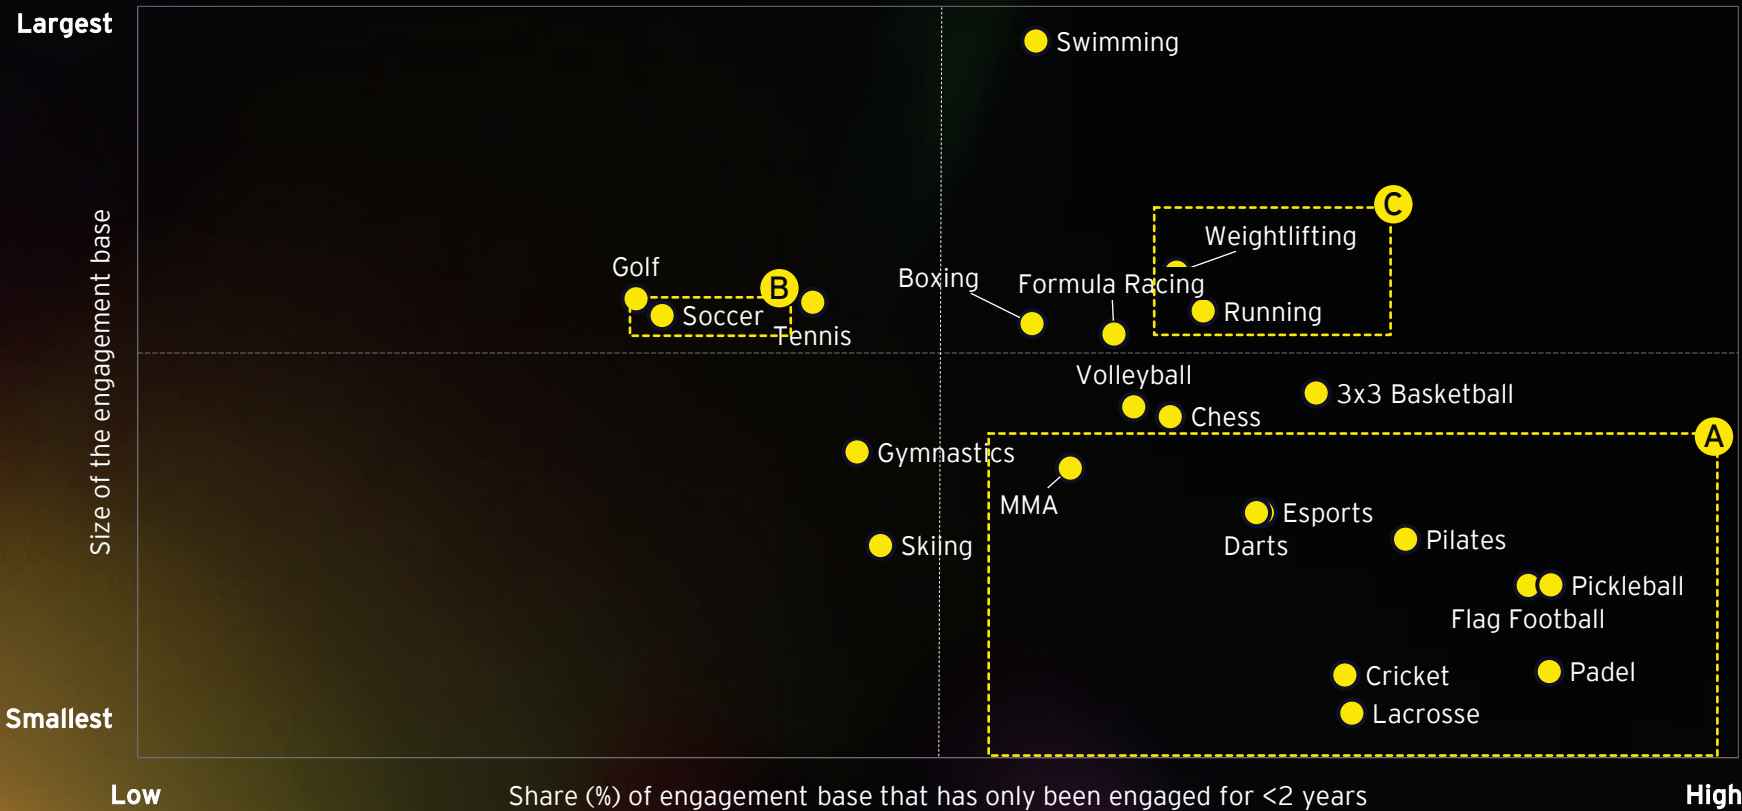 Largest
Swimming
C
Weightlifting
Golf
Boxing
Formula Racing
B
Soccer
Running
Tennis
Size of the engagement base
Volleyball
3x3 Basketball
Chess
A
Gymnastics
MMA
Esports
Darts
Pilates
Skiing
Pickleball
Flag Football
Cricket
Padel
Lacrosse
Smallest
Low
Share (%) of engagement base that has only been engaged for <2 years
High